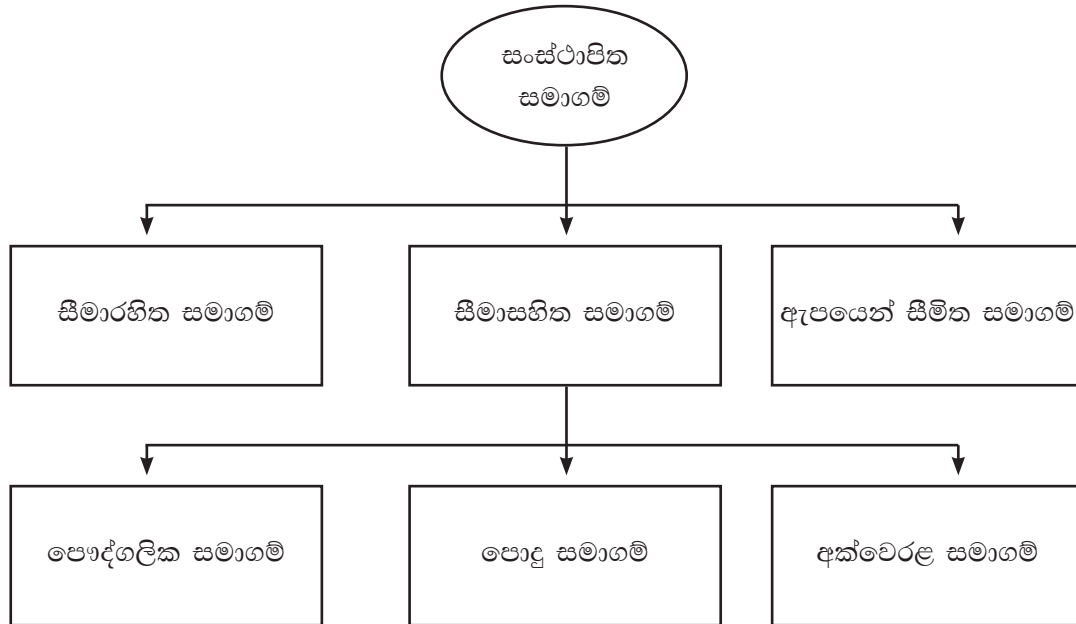 සංස්ථාපිත
සමාගම්
සීමාරහිත සමාගම්
සීමාසහිත සමාගම්
ඇපයෙන් සීමිත සමාගම්
පෞද්ගලික සමාගම්
පොදු සමාගම්
අක්වෙරළ සමාගම්